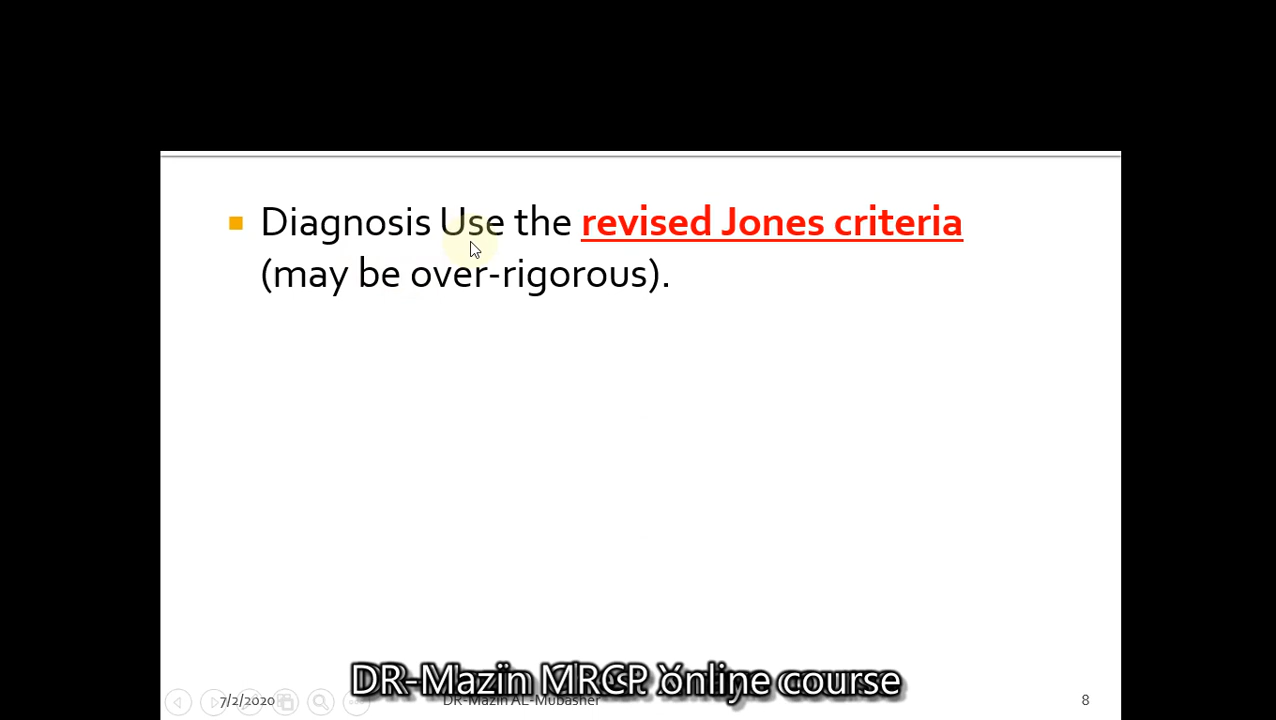 Diagnosis Use the revised Jones criteria
(may be over-rigorous).
DR-Mazin MRCP online course
7/2/2020
DR-Mazin AL-Mubasher
8